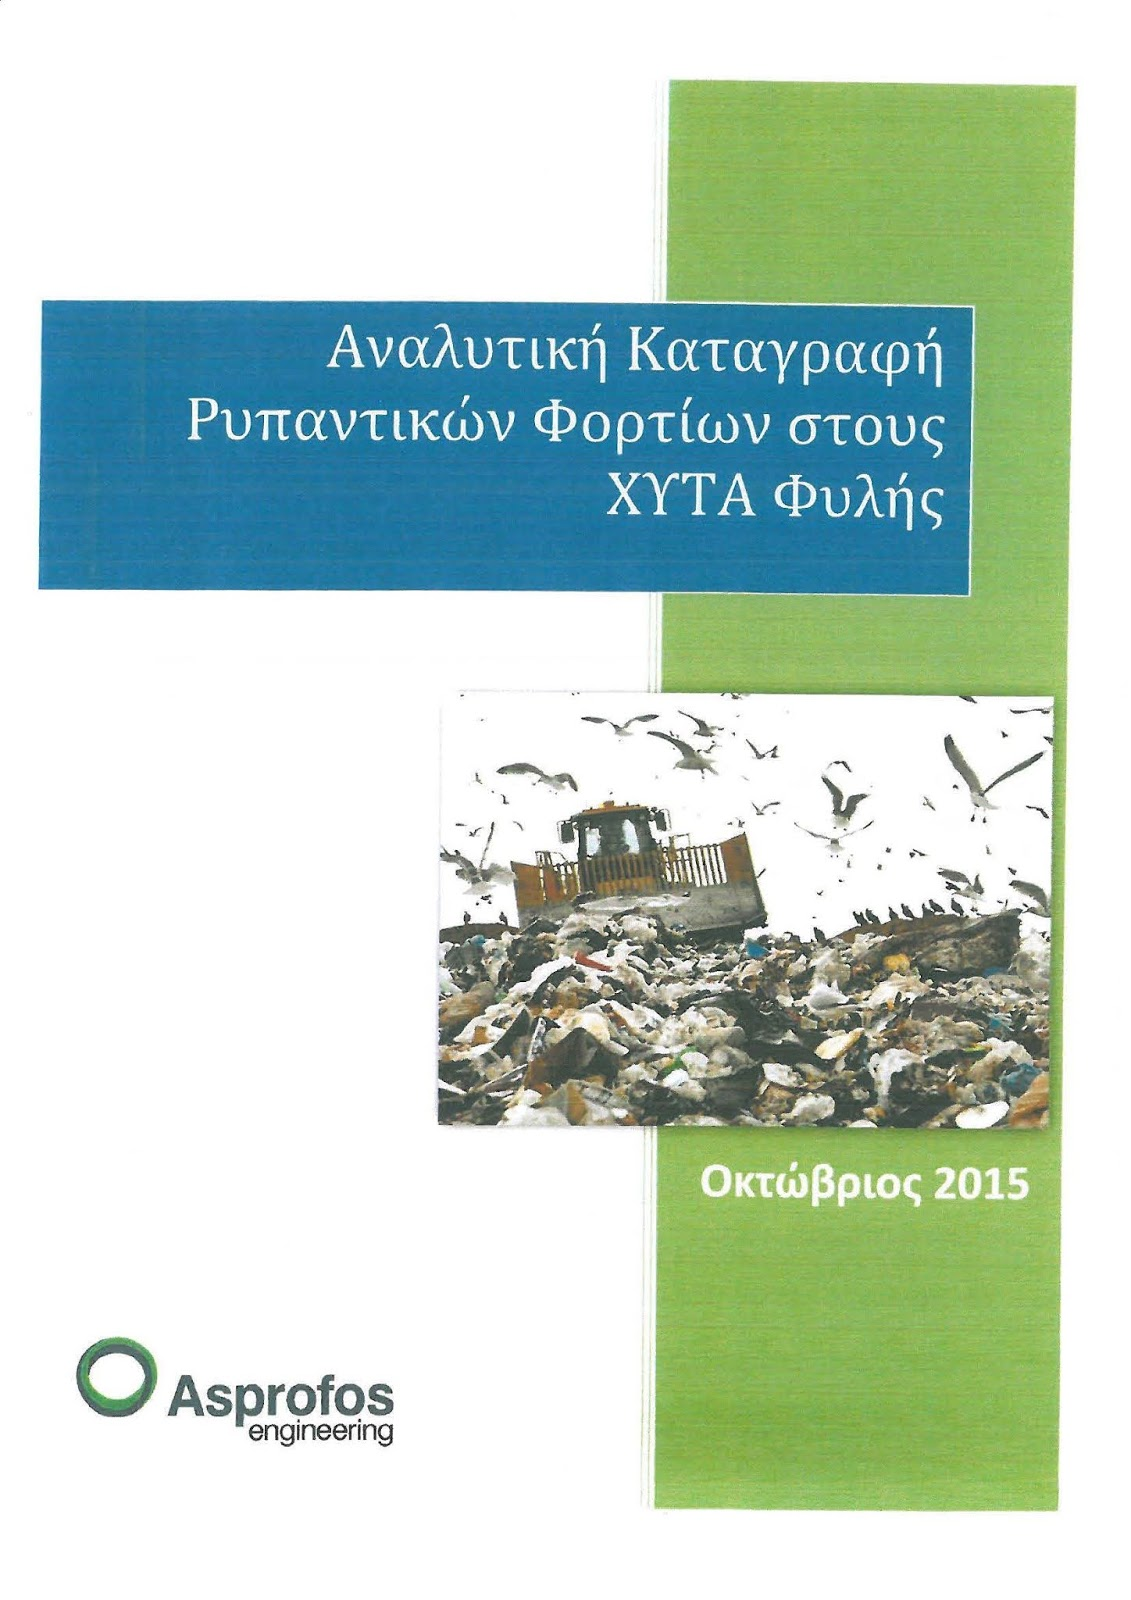 Αναλυτική Καταγραφή
Ρυπαντικών Φορτίων στους
ΧΥΤΑ Φυλής
Οκτώβριος 2015
Asprofos
engineering